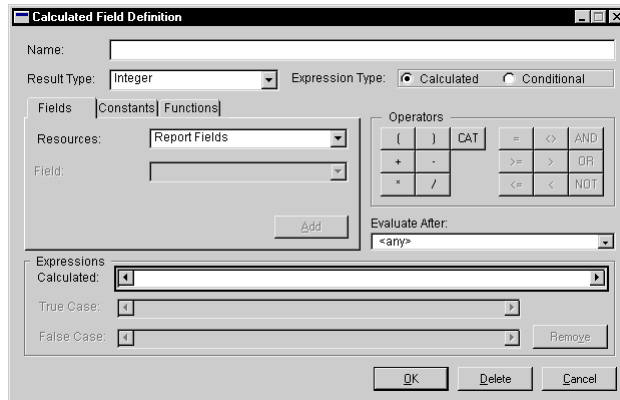 Calculated Field Definition
Name:
Result Type: Integer Expression Type: Calculated Conditional
Fields Constants Functions
Resources: Report Fields
Field:
Add
Operators
( ) CAT = <> AND
+ - >= > OR
* / <= < NOT
Evaluate After:
<any>
Expressions
Calculated:
True Case:
False Case:
Remove
OK Delete Cancel